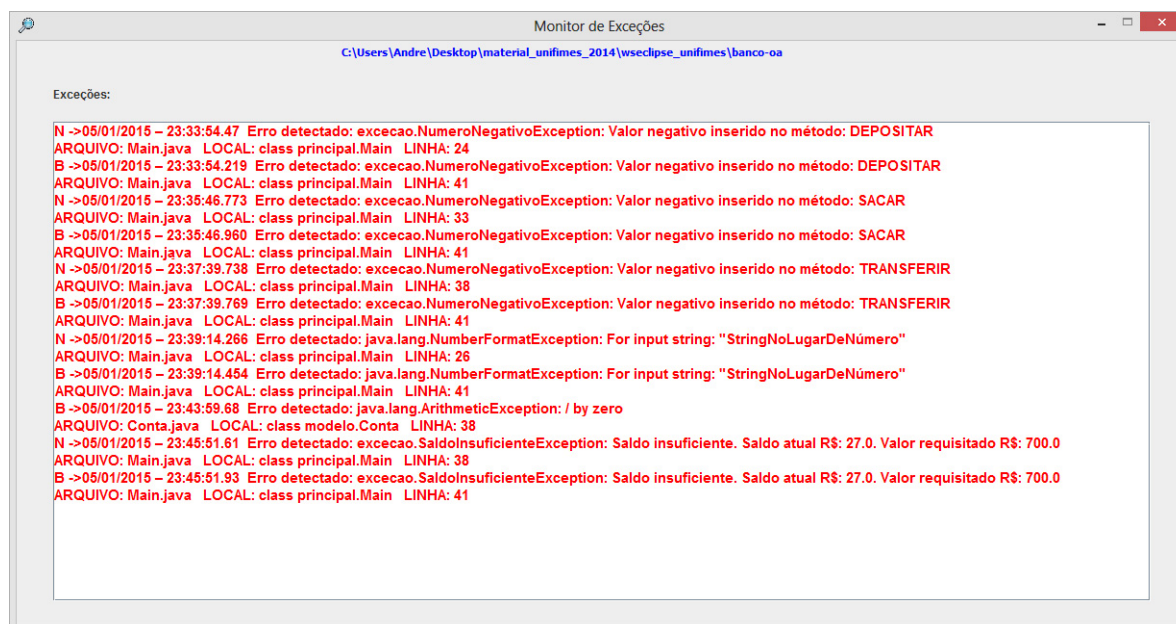 Monitor de Exceções
C:\Users\Andre\Desktop\material_unifimes_2014\wseclipse_unifimes\banco-oa
Exceções:
N ->05/01/2015 – 23:33:54.47 Erro detectado: excecao.NumeroNegativoException: Valor negativo inserido no método: DEPOSITAR
ARQUIVO: Main.java LOCAL: class principal.Main LINHA: 24
B ->05/01/2015 – 23:33:54.219 Erro detectado: excecao.NumeroNegativoException: Valor negativo inserido no método: DEPOSITAR
ARQUIVO: Main.java LOCAL: class principal.Main LINHA: 41
N ->05/01/2015 – 23:35:46.773 Erro detectado: excecao.NumeroNegativoException: Valor negativo inserido no método: SACAR
ARQUIVO: Main.java LOCAL: class principal.Main LINHA: 33
B ->05/01/2015 – 23:35:46.960 Erro detectado: excecao.NumeroNegativoException: Valor negativo inserido no método: SACAR
ARQUIVO: Main.java LOCAL: class principal.Main LINHA: 41
N ->05/01/2015 – 23:37:39.738 Erro detectado: excecao.NumeroNegativoException: Valor negativo inserido no método: TRANSFERIR
ARQUIVO: Main.java LOCAL: class principal.Main LINHA: 38
B ->05/01/2015 – 23:37:39.769 Erro detectado: excecao.NumeroNegativoException: Valor negativo inserido no método: TRANSFERIR
ARQUIVO: Main.java LOCAL: class principal.Main LINHA: 41
N ->05/01/2015 – 23:39:14.266 Erro detectado: java.lang.NumberFormatException: For input string: "StringNoLugarDeNúmero"
ARQUIVO: Main.java LOCAL: class principal.Main LINHA: 26
B ->05/01/2015 – 23:39:14.454 Erro detectado: java.lang.NumberFormatException: For input string: "StringNoLugarDeNúmero"
ARQUIVO: Main.java LOCAL: class principal.Main LINHA: 41
B ->05/01/2015 – 23:43:59.68 Erro detectado: java.lang.ArithmeticException: / by zero
ARQUIVO: Conta.java LOCAL: class modelo.Conta LINHA: 38
N ->05/01/2015 – 23:45:51.61 Erro detectado: excecao.SaldoInsuficienteException: Saldo insuficiente. Saldo atual R$: 27.0. Valor requisitado R$: 700.0
ARQUIVO: Main.java LOCAL: class principal.Main LINHA: 38
B ->05/01/2015 – 23:45:51.93 Erro detectado: excecao.SaldoInsuficienteException: Saldo insuficiente. Saldo atual R$: 27.0. Valor requisitado R$: 700.0
ARQUIVO: Main.java LOCAL: class principal.Main LINHA: 41